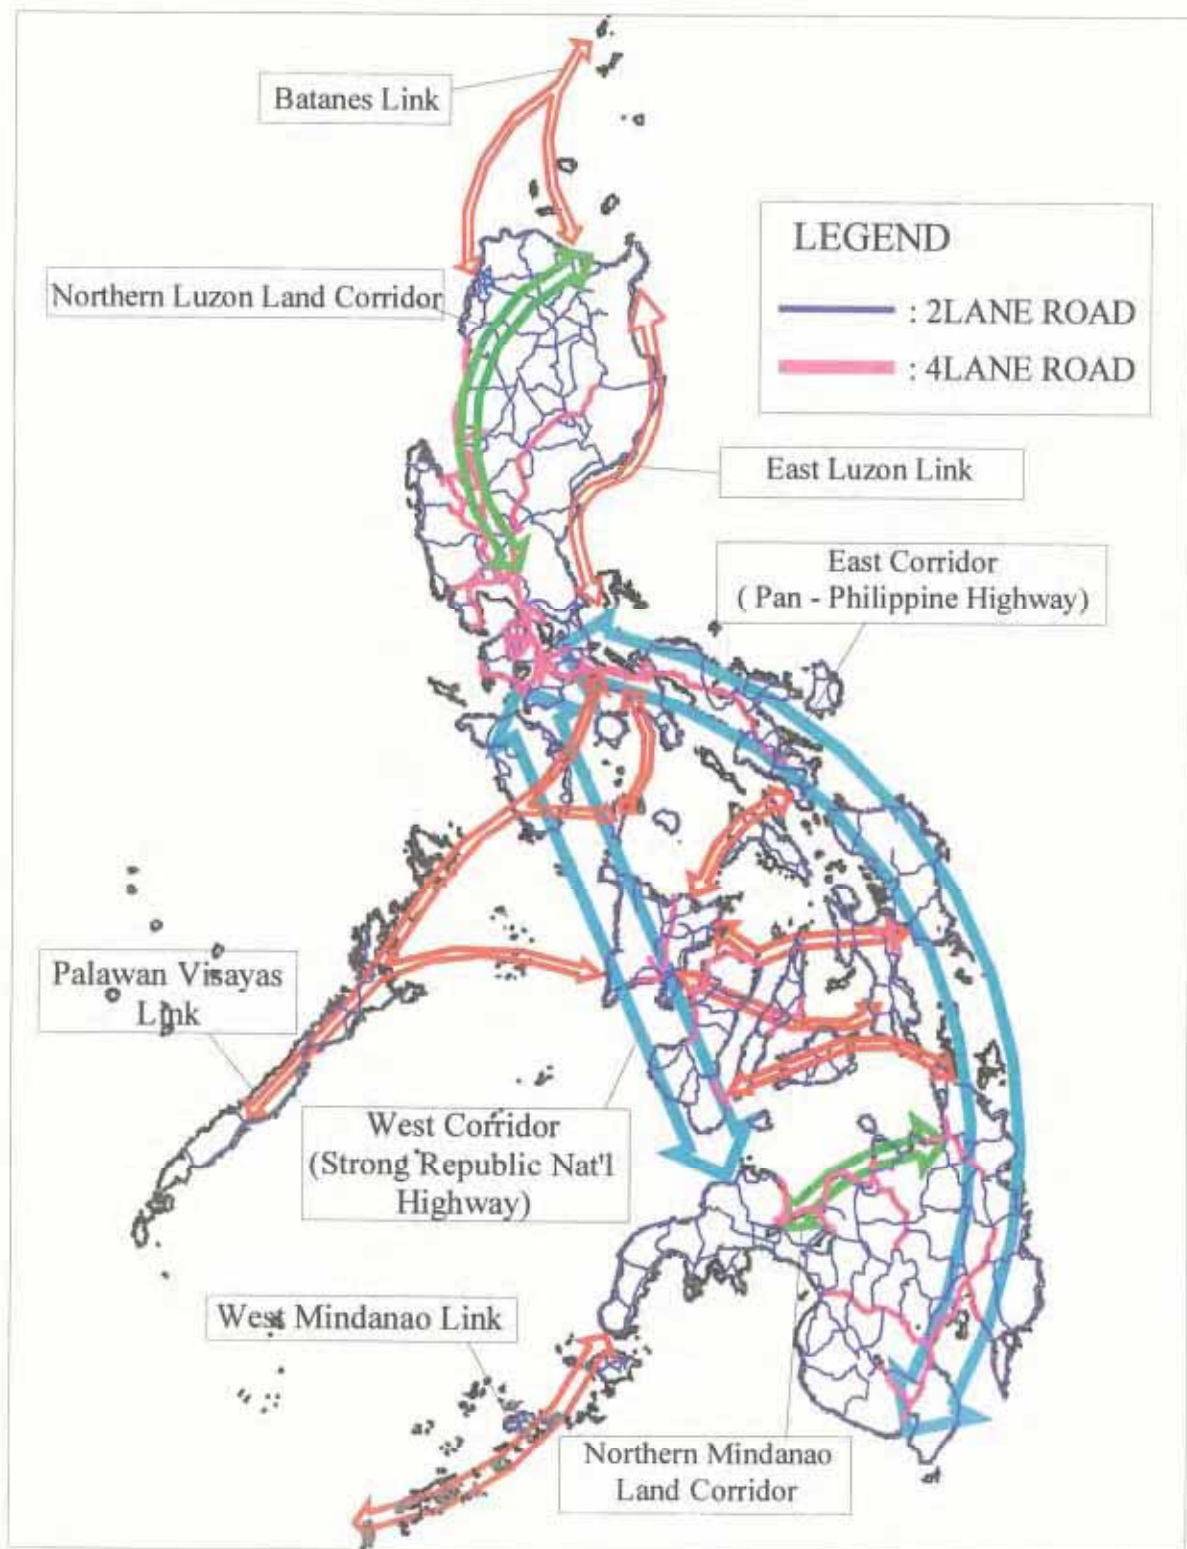 Batanes Link
LEGEND
: 2LANE ROAD
: 4LANE ROAD
Northern Luzon Land Corridor
East Luzon Link
East Corridor
( Pan - Philippine Highway)
Palawan Visayas
Link
West Corridor
(Strong Republic Nat'l
Highway)
West Mindanao Link
Northern Mindanao
Land Corridor